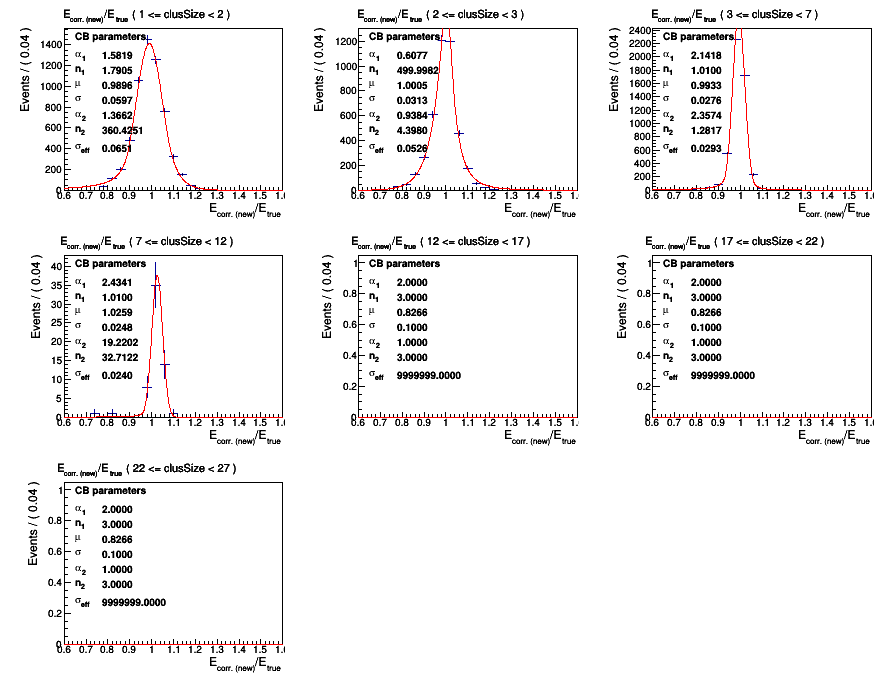 E_corr. (new)/E_true ( 1 <= clusSize < 2)
Events / ( 0.04 )
1400
1200
1000
800
600
400
200
0
CB parameters
α1 1.5819
n1 1.7905
μ 0.9896
σ 0.0597
α2 1.3662
n2 360.4251
σeff 0.0651
0.6 0.7 0.8 0.9 1 1.1 1.2 1.3 1.4 1.5 1.
E_corr. (new)/E_true
E_corr. (new)/E_true ( 2 <= clusSize < 3)
Events / ( 0.04 )
1200
1000
800
600
400
200
0
CB parameters
α1 0.6077
n1 499.9982
μ 1.0005
σ 0.0313
α2 0.9384
n2 4.3980
σeff 0.0526
0.6 0.7 0.8 0.9 1 1.1 1.2 1.3 1.4 1.5 1.
E_corr. (new)/E_true
E_corr. (new)/E_true ( 3 <= clusSize < 7)
Events / ( 0.04 )
2400
2200
2000
1800
1600
1400
1200
1000
800
600
400
200
0
CB parameters
α1 2.1418
n1 1.0100
μ 0.9933
σ 0.0276
α2 2.3574
n2 1.2817
σeff 0.0293
0.6 0.7 0.8 0.9 1 1.1 1.2 1.3 1.4 1.5 1.
E_corr. (new)/E_true
E_corr. (new)/E_true ( 7 <= clusSize < 12)
Events / ( 0.04 )
40
35
30
25
20
15
10
5
0
CB parameters
α1 2.4341
n1 1.0100
μ 1.0259
σ 0.0248
α2 19.2202
n2 32.7122
σeff 0.0240
0.6 0.7 0.8 0.9 1 1.1 1.2 1.3 1.4 1.5 1.
E_corr. (new)/E_true
E_corr. (new)/E_true ( 12 <= clusSize < 17)
Events / ( 0.04 )
1
0.8
0.6
0.4
0.2
0
CB parameters
α1 2.0000
n1 3.0000
μ 0.8266
σ 0.1000
α2 1.0000
n2 3.0000
σeff 9999999.0000
0.6 0.7 0.8 0.9 1 1.1 1.2 1.3 1.4 1.5 1.
E_corr. (new)/E_true
E_corr. (new)/E_true ( 17 <= clusSize < 22)
Events / ( 0.04 )
1
0.8
0.6
0.4
0.2
0
CB parameters
α1 2.0000
n1 3.0000
μ 0.8266
σ 0.1000
α2 1.0000
n2 3.0000
σeff 9999999.0000
0.6 0.7 0.8 0.9 1 1.1 1.2 1.3 1.4 1.5 1.
E_corr. (new)/E_true
E_corr. (new)/E_true ( 22 <= clusSize < 27)
Events / ( 0.04 )
1
0.8
0.6
0.4
0.2
0
CB parameters
α1 2.0000
n1 3.0000
μ 0.8266
σ 0.1000
α2 1.0000
n2 3.0000
σeff 9999999.0000
0.6 0.7 0.8 0.9 1 1.1 1.2 1.3 1.4 1.5 1.
E_corr. (new)/E_true